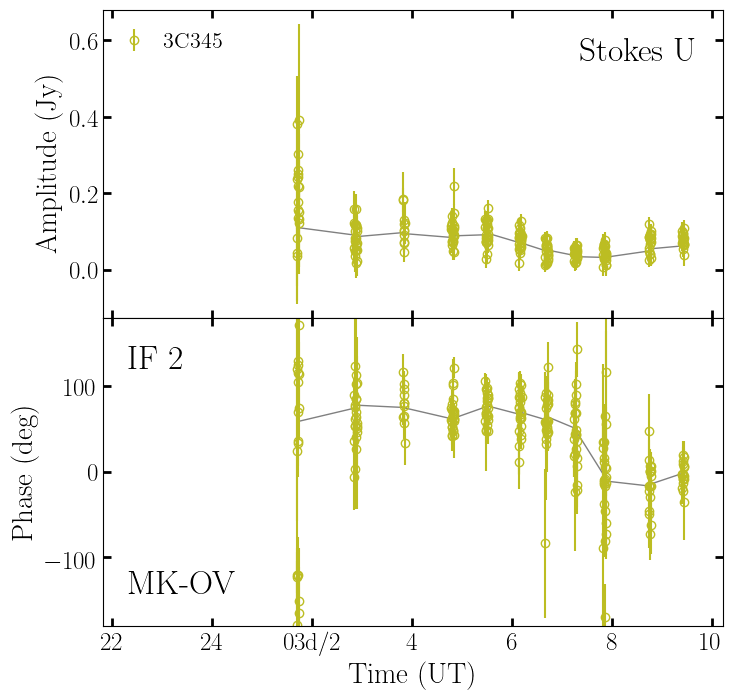 3C345
Stokes U
0.6
0.4
0.2
0.0
Amplitude (Jy)
IF 2
100
0
−100
Phase (deg)
MK-OV
22 24 03d/2 4 6 8 10
Time (UT)